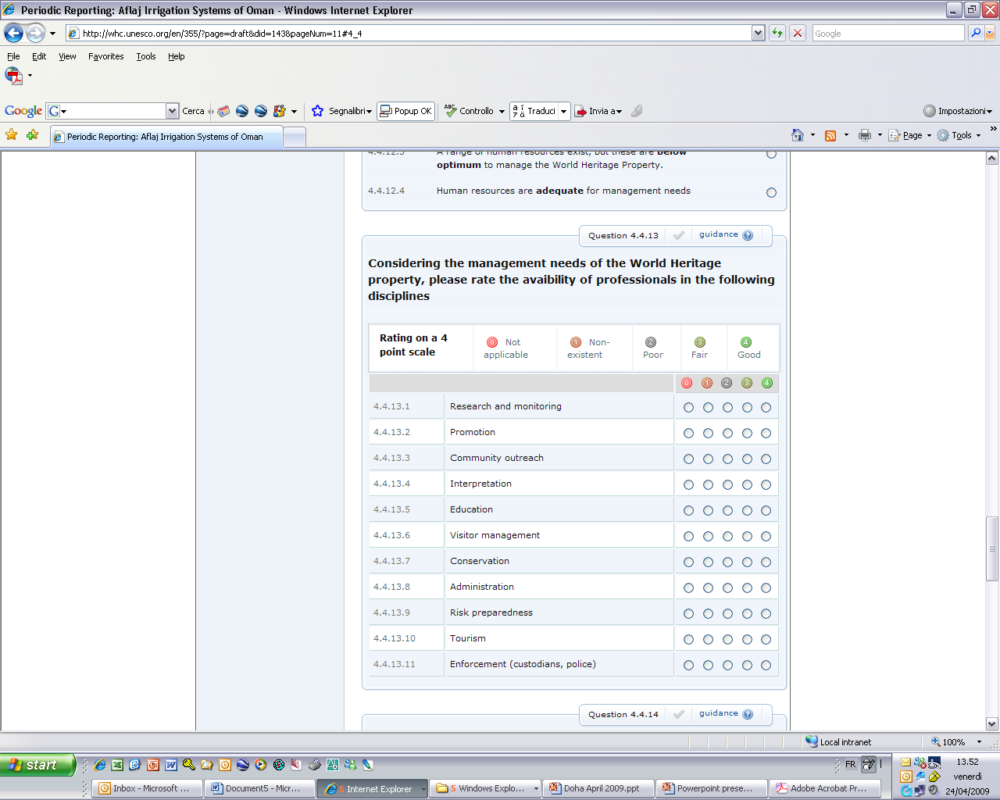 Periodic Reporting: Aflaj Irrigation Systems of Oman - Windows Internet Explorer
http://whc.unesco.org/en/355/?page=draft&did=143&pageNum=11#4_4
Google
File Edit View Favorites Tools Help
Google G Cerca Segnalibri Popup OK ABC Controllo Traduci Invia a Impostazioni
Periodic Reporting: Aflaj Irrigation Systems of Oman Page Tools
4.4.12.3 A range of human resources exist, but these are below
optimum to manage the World Heritage Property.
4.4.12.4 Human resources are adequate for management needs
Question 4.4.13 guidance ?
Considering the management needs of the World Heritage
property, please rate the avaibility of professionals in the following
disciplines
Rating on a 4
point scale
0 Not
applicable
1 Non-
existent
2
Poor
3
Fair
4
Good
0 1 2 3 4
4.4.13.1 Research and monitoring
4.4.13.2 Promotion
4.4.13.3 Community outreach
4.4.13.4 Interpretation
4.4.13.5 Education
4.4.13.6 Visitor management
4.4.13.7 Conservation
4.4.13.8 Administration
4.4.13.9 Risk preparedness
4.4.13.10 Tourism
4.4.13.11 Enforcement (custodians, police)
Question 4.4.14 guidance ?
Local intranet 100%
start FR 13.52
venerdì
24/04/2009
Inbox - Microsoft ... Document5 - Micr... 5 Internet Explorer 5 Windows Explo... Doha April 2009.ppt Powerpoint prese... Adobe Acrobat Pr...